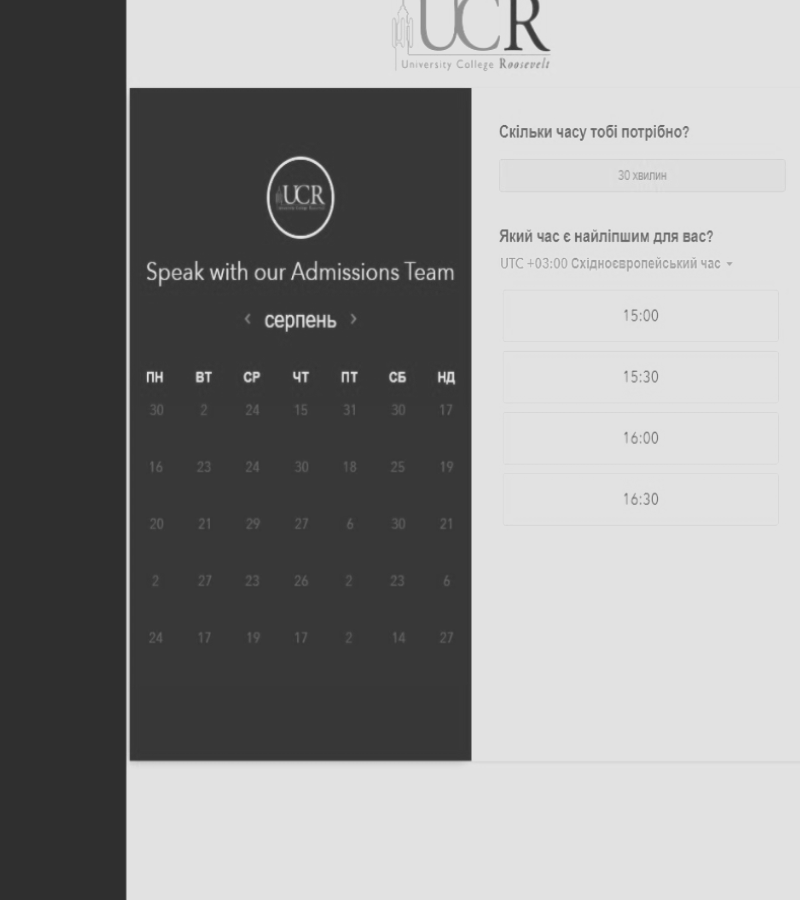 UCR
University College Roosevelt
UCR
Speak with our Admissions Team
‹ серпень ›
ПН ВТ СР ЧТ ПТ СБ НД
30 2 24 15 31 30 17
16 23 24 30 18 25 19
20 21 29 27 6 30 21
2 27 23 26 2 23 6
24 17 19 17 2 14 27
Скільки часу тобі потрібно?
30 хвилин
Який час є найліпшим для вас?
UTC +03:00 Східноєвропейський час
15:00
15:30
16:00
16:30